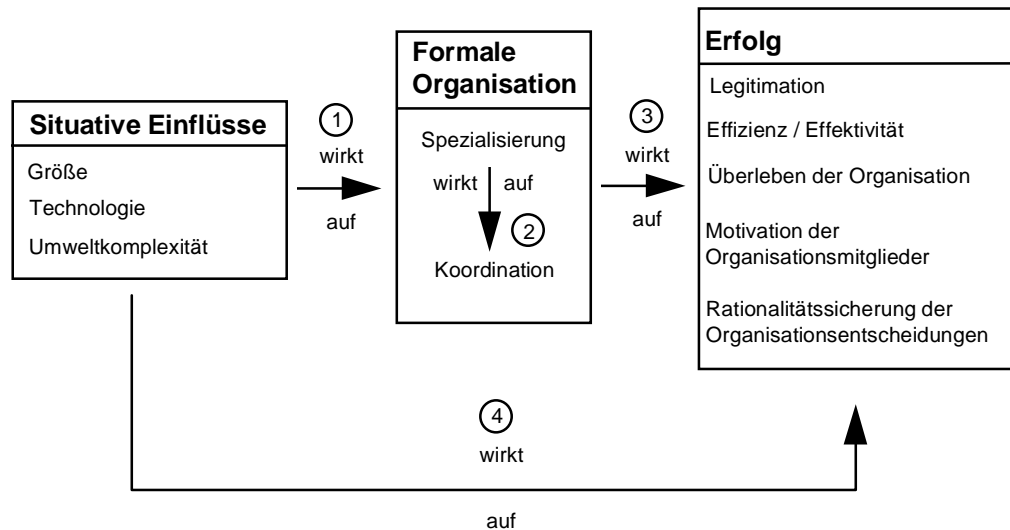 Situative Einflüsse
Größe
Technologie
Umweltkomplexität
1
wirkt
auf
Formale
Organisation
Spezialisierung
wirkt auf
2
Koordination
3
wirkt
auf
Erfolg
Legitimation
Effizienz / Effektivität
Überleben der Organisation
Motivation der
Organisationsmitglieder
Rationalitätssicherung der
Organisationsentscheidungen
4
wirkt
auf